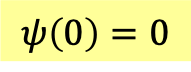 ψ(0) = 0